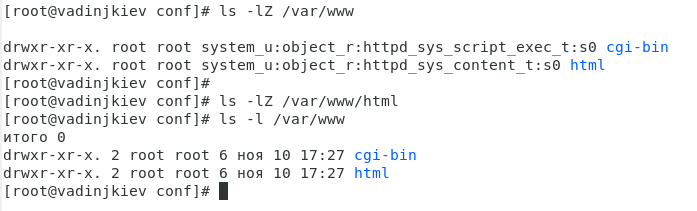 [root@vadinjkiev conf]# ls -lZ /var/www
drwxr-xr-x. root root system_u:object_r:httpd_sys_script_exec_t:s0 cgi-bin
drwxr-xr-x. root root system_u:object_r:httpd_sys_content_t:s0 html
[root@vadinjkiev conf]#
[root@vadinjkiev conf]# ls -lZ /var/www/html
[root@vadinjkiev conf]# ls -l /var/www
итого 0
drwxr-xr-x. 2 root root 6 ноя 10 17:27 cgi-bin
drwxr-xr-x. 2 root root 6 ноя 10 17:27 html
[root@vadinjkiev conf]#